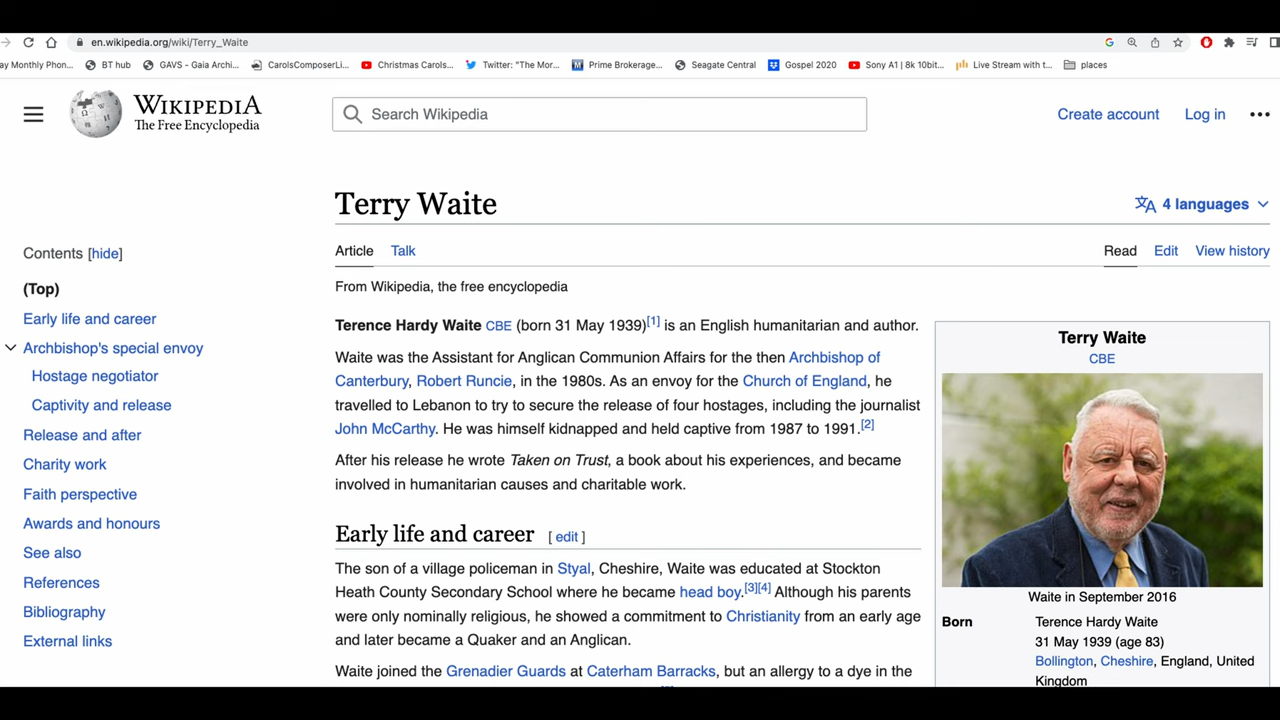 en.wikipedia.org/wiki/Terry_Waite
ay Monthly Phon... BT hub GAVS - Gaia Archi... CarolsComposerLi... Christmas Carols... Twitter: "The Mor... Prime Brokerage... Seagate Central Gospel 2020 Sony A1 | 8k 10bit... Live Stream with t... places
WIKIPEDIA
The Free Encyclopedia
Search Wikipedia
Create account Log in
Terry Waite
4 languages
Contents [hide]
(Top)
Early life and career
Archbishop's special envoy
Hostage negotiator
Captivity and release
Release and after
Charity work
Faith perspective
Awards and honours
See also
References
Bibliography
External links
Article Talk
Read Edit View history
From Wikipedia, the free encyclopedia
Terence Hardy Waite CBE (born 31 May 1939)[1] is an English humanitarian and author.
Waite was the Assistant for Anglican Communion Affairs for the then Archbishop of
Canterbury, Robert Runcie, in the 1980s. As an envoy for the Church of England, he
travelled to Lebanon to try to secure the release of four hostages, including the journalist
John McCarthy. He was himself kidnapped and held captive from 1987 to 1991.[2]
After his release he wrote Taken on Trust, a book about his experiences, and became
involved in humanitarian causes and charitable work.
Early life and career [ edit ]
The son of a village policeman in Styal, Cheshire, Waite was educated at Stockton
Heath County Secondary School where he became head boy.[3][4] Although his parents
were only nominally religious, he showed a commitment to Christianity from an early age
and later became a Quaker and an Anglican.
Waite joined the Grenadier Guards at Caterham Barracks, but an allergy to a dye in the
Terry Waite
CBE
Waite in September 2016
Born Terence Hardy Waite
31 May 1939 (age 83)
Bollington, Cheshire, England, United
Kingdom